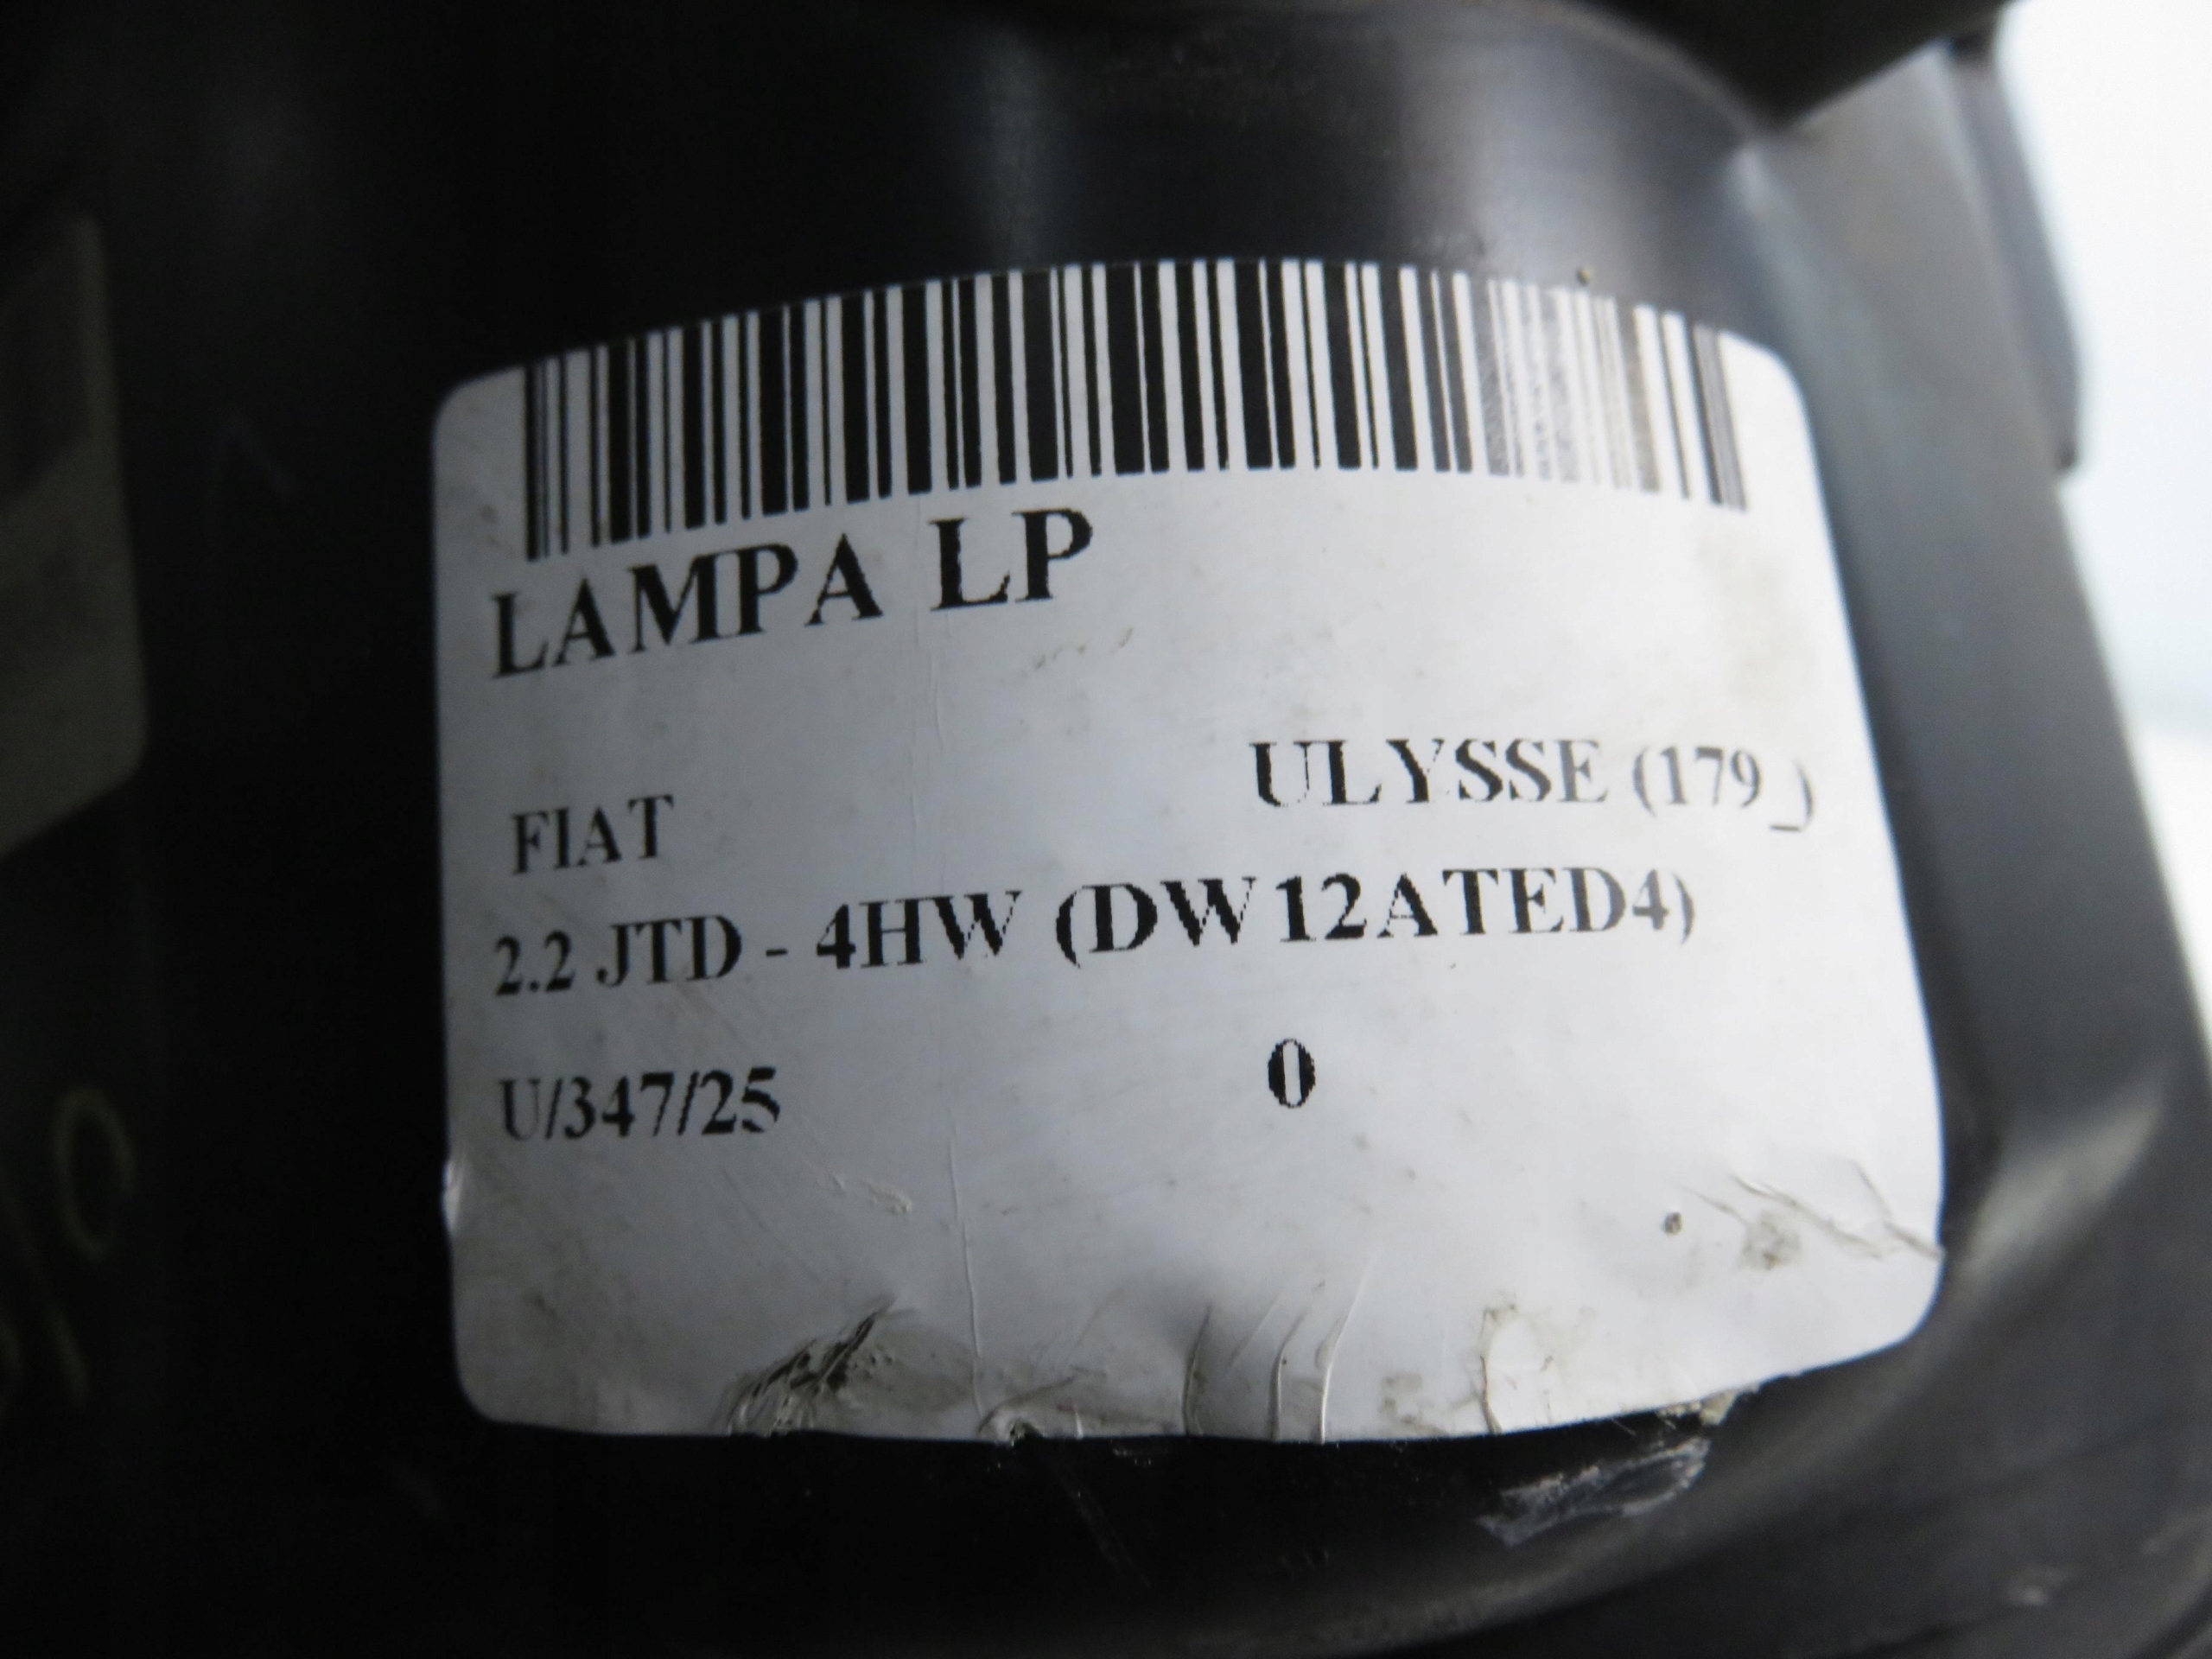 LAMPA LP
FIAT ULYSSE (179_)
2.2 JTD - 4HW (DW12ATED4)
U/347/25 0